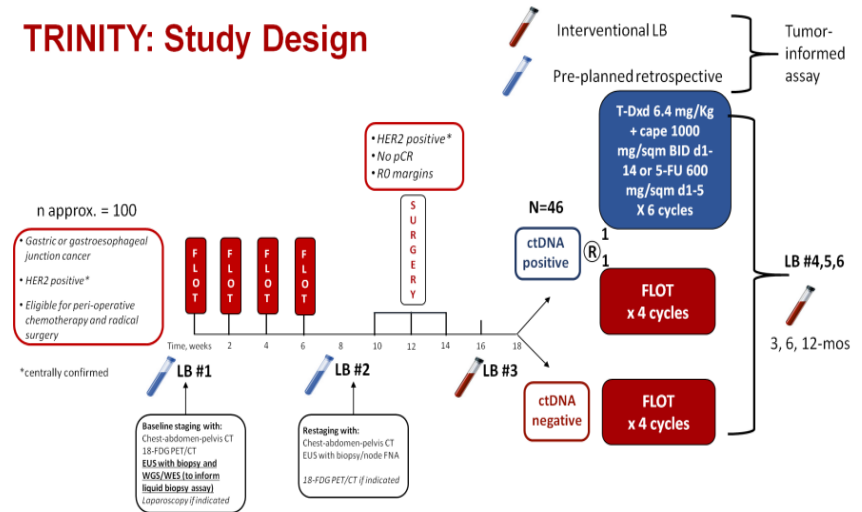 TRINITY: Study Design
Interventional LB
Pre-planned retrospective
Tumor-
informed
assay
T-Dxd 6.4 mg/Kg
+ cape 1000
mg/sqm BID d1-
14 or 5-FU 600
mg/sqm d1-5
X 6 cycles
• HER2 positive*
• No pCR
• R0 margins
SURGERY
n approx. = 100
• Gastric or gastroesophageal
junction cancer
• HER2 positive*
• Eligible for peri-operative
chemotherapy and radical
surgery
*centrally confirmed
FLOT
FLOT
FLOT
FLOT
Time, weeks 2 4 6 8 10 12 14 16 18
LB #1
LB #2
LB #3
Baseline staging with:
Chest-abdomen-pelvis CT
18-FDG PET/CT
EUS with biopsy and
WGS/WES (to inform
liquid biopsy assay)
Laparoscopy if indicated
Restaging with:
Chest-abdomen-pelvis CT
EUS with biopsy/node FNA
18-FDG PET/CT if indicated
N=46
ctDNA
positive
R
1
1
FLOT
x 4 cycles
ctDNA
negative
FLOT
x 4 cycles
LB #4,5,6
3, 6, 12-mos